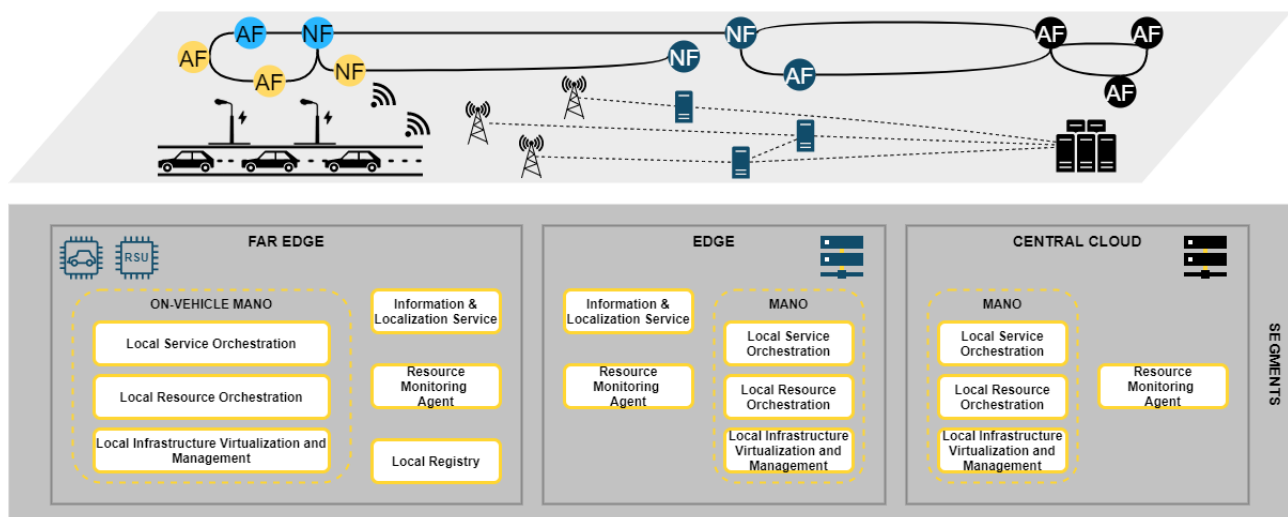 AF
NF
NF
AF
AF
AF
AF
NF
NF
AF
AF
FAR EDGE
RSU
ON-VEHICLE MANO
Local Service Orchestration
Local Resource Orchestration
Local Infrastructure Virtualization and
Management
Information &
Localization Service
Resource
Monitoring
Agent
Local Registry
EDGE
Information &
Localization Service
Resource
Monitoring
Agent
MANO
Local Service
Orchestration
Local Resource
Orchestration
Local Infrastructure
Virtualization and
Management
CENTRAL CLOUD
MANO
Local Service
Orchestration
Local Resource
Orchestration
Local Infrastructure
Virtualization and
Management
Resource
Monitoring
Agent
SEGMENTS